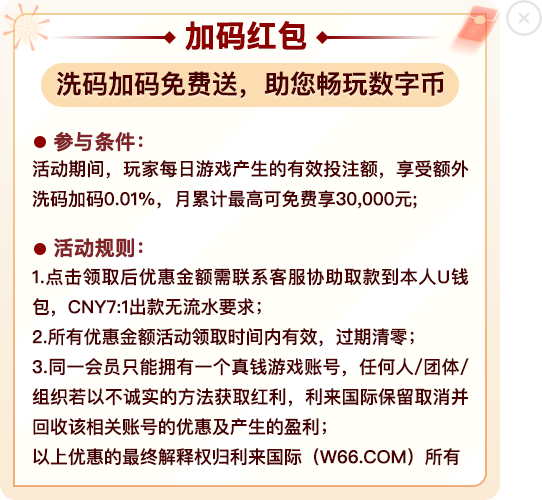 加码红包
洗码加码免费送，助您畅玩数字币
● 参与条件：
活动期间，玩家每日游戏产生的有效投注额，享受额外
洗码加码0.01%，月累计最高可免费享30,000元;
● 活动规则：
1.点击领取后优惠金额需联系客服协助取款到本人U钱
包，CNY7:1出款无流水要求；
2.所有优惠金额活动领取时间内有效，过期清零；
3.同一会员只能拥有一个真钱游戏账号，任何人/团体/
组织若以不诚实的方法获取红利，利来国际保留取消并
回收该相关账号的优惠及产生的盈利；
以上优惠的最终解释权归利来国际（W66.COM）所有